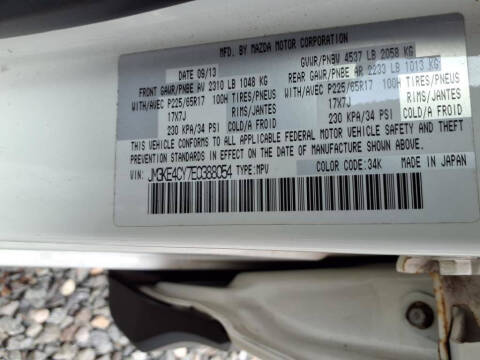 MFD. BY MAZDA MOTOR CORPORATION
DATE 09/13 GVWR/PNBV 4537 LB 2058 KG
FRONT GAWR/PNBE AV 2310 LB 1048 KG REAR GAWR/PNBE AR 2233 LB 1013 KG
WITH/AVEC P225/65R17 100H TIRES/PNEUS WITH/AVEC P225/65R17 100H TIRES/PNEUS
17X7J RIMS/JANTES 17X7J RIMS/JANTES
230 KPA/34 PSI COLD/A FROID 230 KPA/34 PSI COLD/A FROID
THIS VEHICLE CONFORMS TO ALL APPLICABLE FEDERAL MOTOR VEHICLE SAFETY, BUMPER, AND THEFT
PREVENTION STANDARDS IN EFFECT ON THE DATE OF MANUFACTURE SHOWN ABOVE.
VIN: JM3KE4CY7E0368054 TYPE:MPV COLOR CODE:34K MADE IN JAPAN